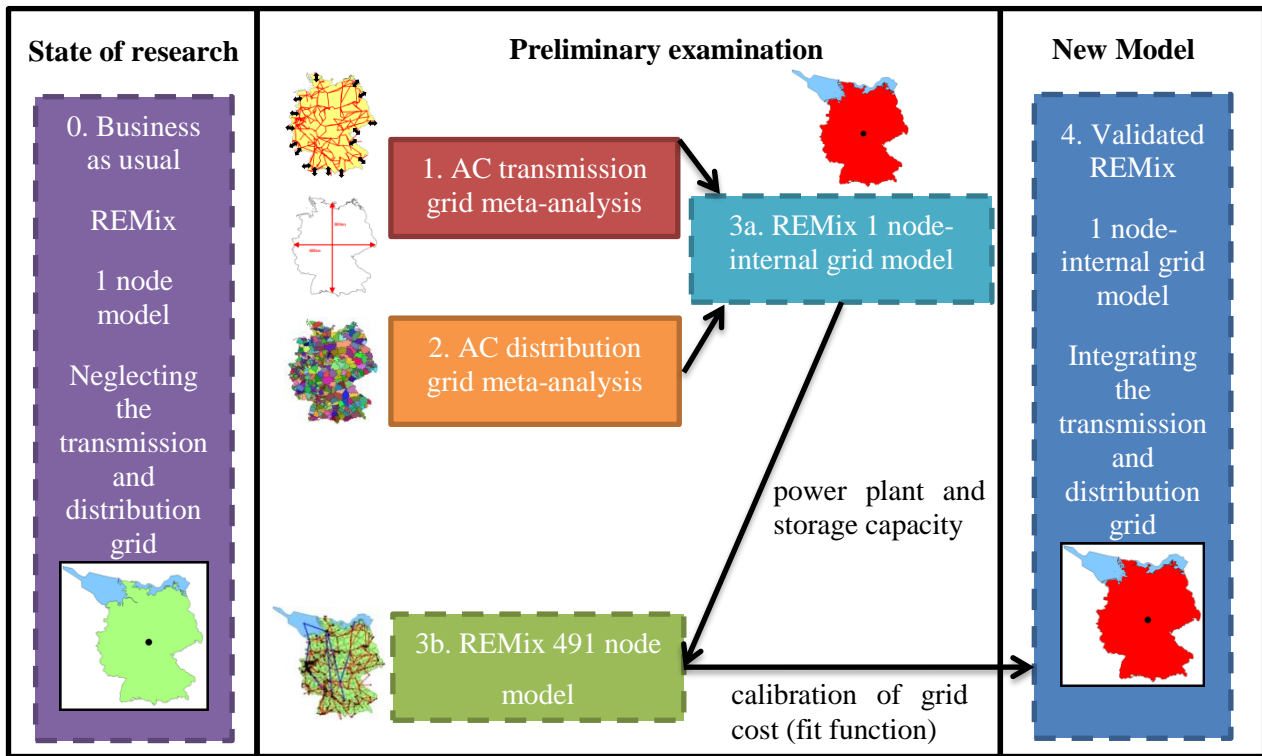 State of research
0. Business
as usual
REMix
1 node
model
Neglecting
the
transmission
and
distribution
grid
Preliminary examination
1. AC transmission
grid meta-analysis
2. AC distribution
grid meta-analysis
3a. REMix 1 node-
internal grid model
power plant and
storage capacity
3b. REMix 491 node
model
calibration of grid
cost (fit function)
New Model
4. Validated
REMix
1 node-
internal grid
model
Integrating
the
transmission
and
distribution
grid